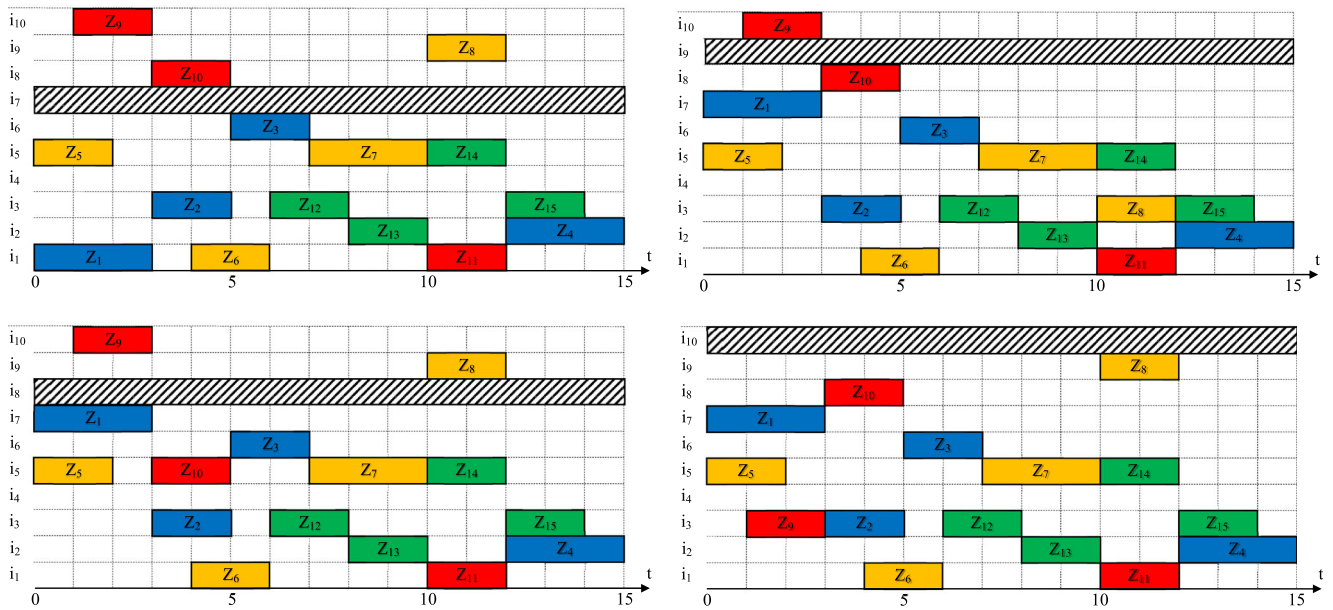 i10 Z9
i9 Z8
i8 Z10
i7
i6 Z3
i5 Z5 Z7 Z14
i4
i3 Z2 Z12 Z15
i2 Z13 Z4
i1 Z1 Z6 Z11
t
0 5 10 15
i10 Z9
i9
i8 Z10
i7 Z1
i6 Z3
i5 Z5 Z7 Z14
i4
i3 Z2 Z12 Z8 Z15
i2 Z13 Z4
i1 Z6 Z11
t
0 5 10 15
i10 Z9
i9 Z8
i8
i7 Z1
i6 Z3
i5 Z5 Z10 Z7 Z14
i4
i3 Z2 Z12 Z15
i2 Z13 Z4
i1 Z6 Z11
t
0 5 10 15
i10
i9 Z8
i8 Z10
i7 Z1
i6 Z3
i5 Z5 Z7 Z14
i4
i3 Z9 Z2 Z12 Z15
i2 Z13 Z4
i1 Z6 Z11
t
0 5 10 15